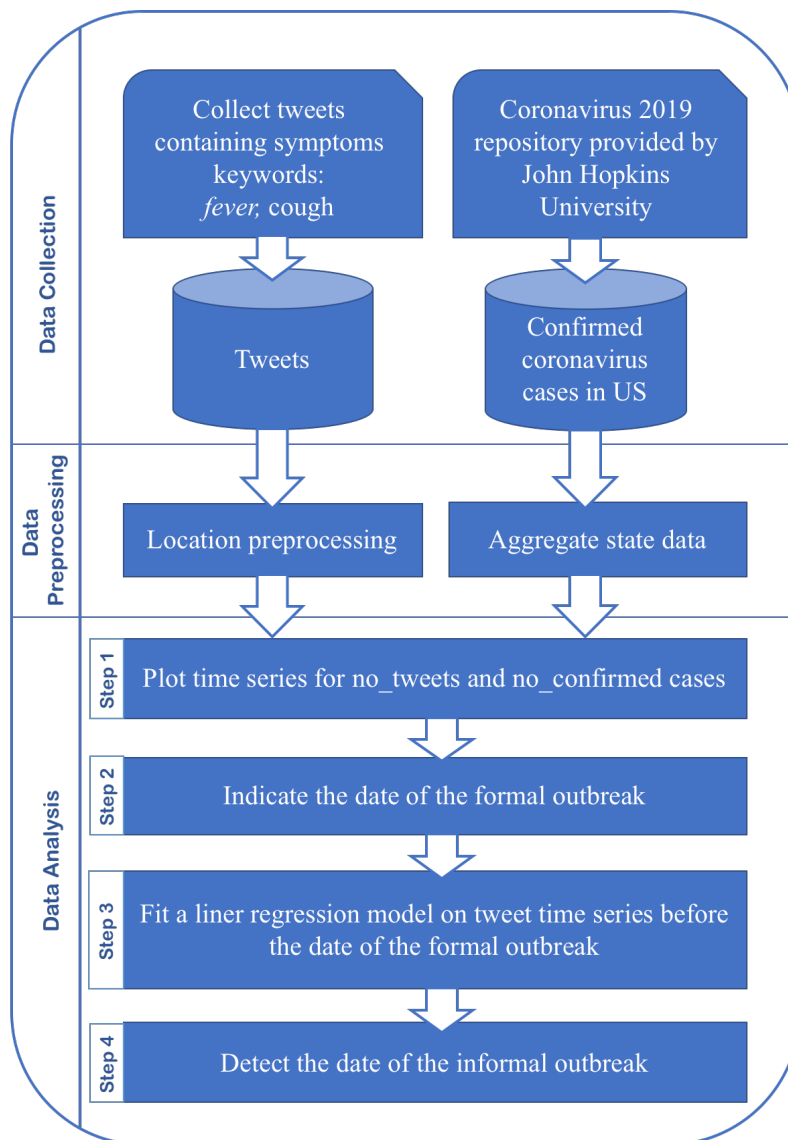 Data Collection
Collect tweets
containing symptoms
keywords:
fever, cough
Coronavirus 2019
repository provided by
John Hopkins
University
Tweets
Confirmed
coronavirus
cases in US
Data
Preprocessing
Location preprocessing
Aggregate state data
Data Analysis
Step 1
Plot time series for no_tweets and no_confirmed cases
Step 2
Indicate the date of the formal outbreak
Step 3
Fit a liner regression model on tweet time series before
the date of the formal outbreak
Step 4
Detect the date of the informal outbreak